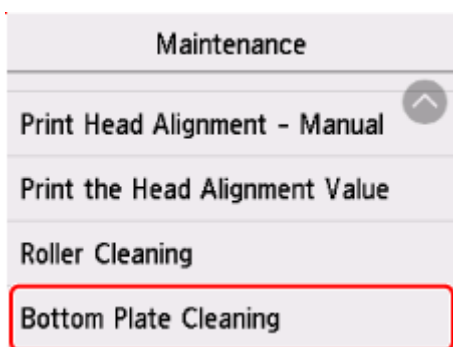 Maintenance
Print Head Alignment - Manual
Print the Head Alignment Value
Roller Cleaning
Bottom Plate Cleaning